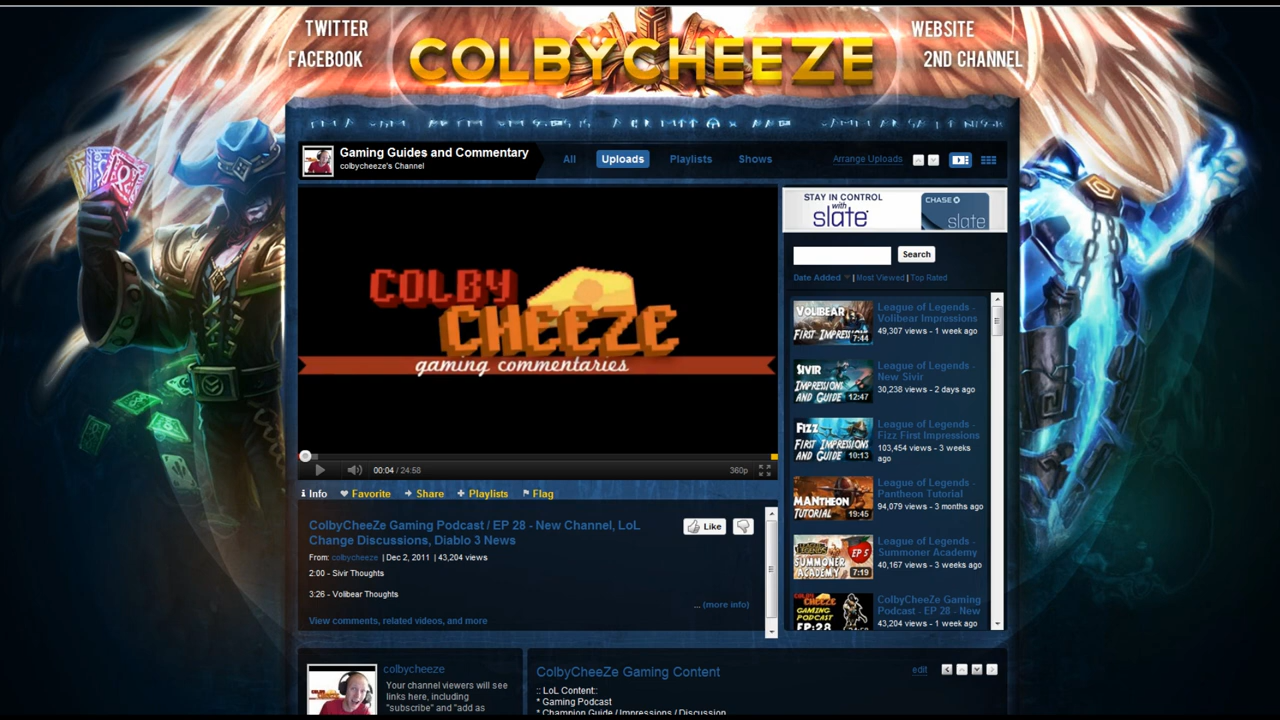 TWITTER
FACEBOOK
COLBYCHEEZE
WEBSITE
2ND CHANNEL
Gaming Guides and Commentary
colbycheeze's Channel
All
Uploads
Playlists
Shows
Arrange Uploads
COLBY
CHEEZE
gaming commentaries
00:04 / 24:58
360p
Info
Favorite
Share
Playlists
Flag
ColbyCheeZe Gaming Podcast / EP 28 - New Channel, LoL
Change Discussions, Diablo 3 News
Like
From: colbycheeze | Dec 2, 2011 | 43,204 views
2:00 - Sivir Thoughts
3:26 - Volibear Thoughts
... (more info)
View comments, related videos, and more
STAY IN CONTROL
with
slate
CHASE
slate
Search
Date Added | Most Viewed | Top Rated
VOLIBEAR
FIRST IMPRESSI
7:44
League of Legends -
Volibear Impressions
49,307 views - 1 week ago
SIVIR
IMPRESSIONS
AND GUIDE
12:47
League of Legends -
New Sivir
30,238 views - 2 days ago
FIZZ
FIRST IMPRESSIONS
AND GUIDE
10:13
League of Legends -
Fizz First Impressions
103,454 views - 3 weeks
ago
MANTHEON
TUTORIAL
19:45
League of Legends -
Pantheon Tutorial
94,079 views - 3 months ago
SUMMONER
ACADEMY
EP 5
7:19
League of Legends -
Summoner Academy
40,167 views - 3 weeks ago
CHEEZE
GAMING
PODCAST
EP:28
24:58
ColbyCheeZe Gaming
Podcast - EP 28 - New
43,204 views - 1 week ago
colbycheeze
Your channel viewers will see
links here, including
"subscribe" and "add as
ColbyCheeZe Gaming Content
edit
:: LoL Content::
* Gaming Podcast
* Champion Guide / Impressions / Discussion